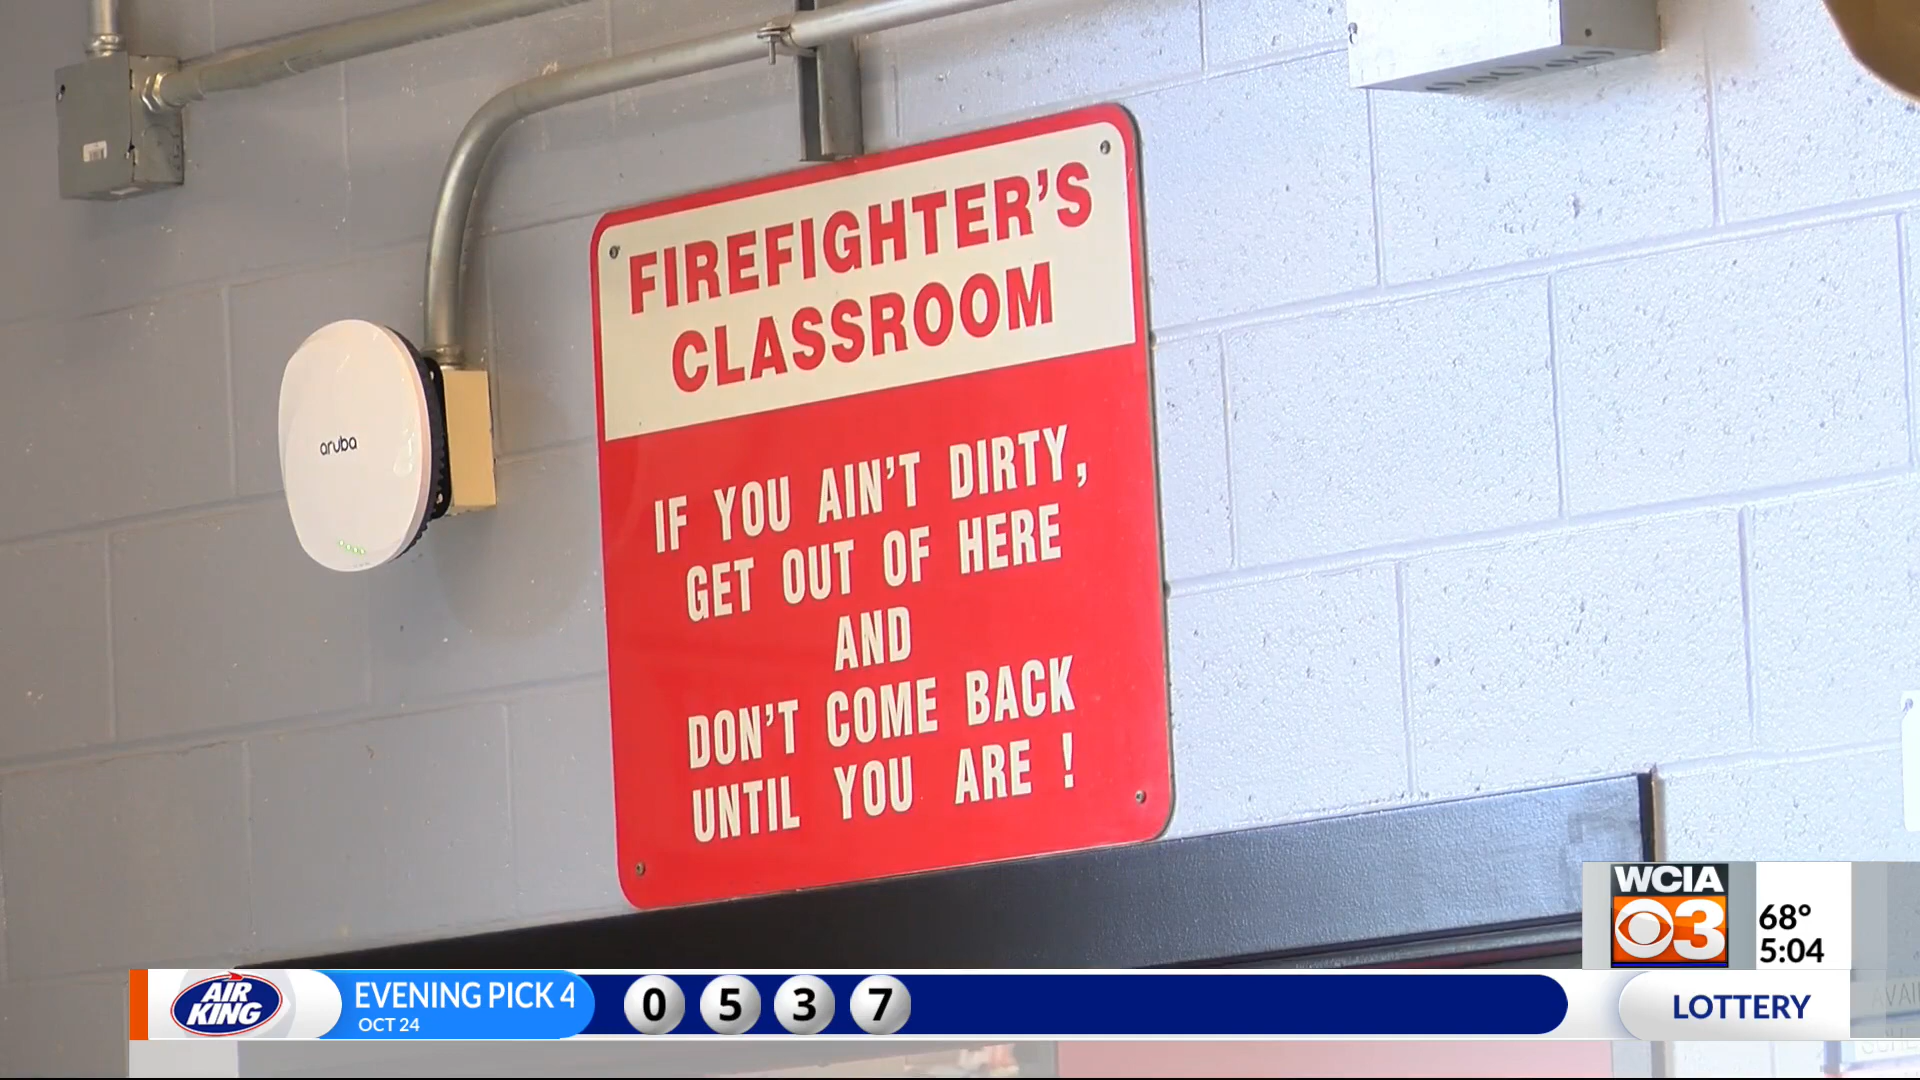 FIREFIGHTER'S
CLASSROOM
aruba
IF YOU AIN'T DIRTY,
GET OUT OF HERE
AND
DON'T COME BACK
UNTIL YOU ARE !
WCIA
3
68°
5:04
AIR
KING
EVENING PICK 4
OCT 24
0 5 3 7
LOTTERY